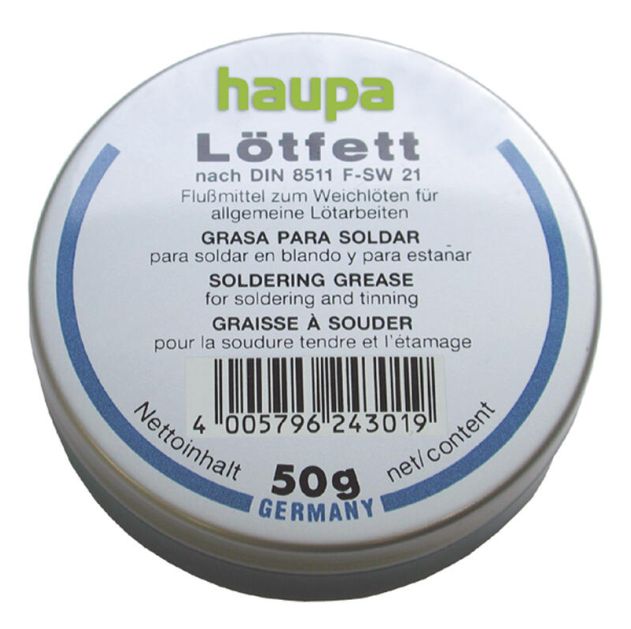 haupa
Lötfett
nach DIN 8511 F-SW 21
Flußmittel zum Weichlöten für
allgemeine Lötarbeiten
GRASA PARA SOLDAR
para soldar en blando y para estañar
SOLDERING GREASE
for soldering and tinning
GRAISSE À SOUDER
pour la soudure tendre et l'étamage
4 005796 243019
Nettoinhalt 50g net/content
GERMANY